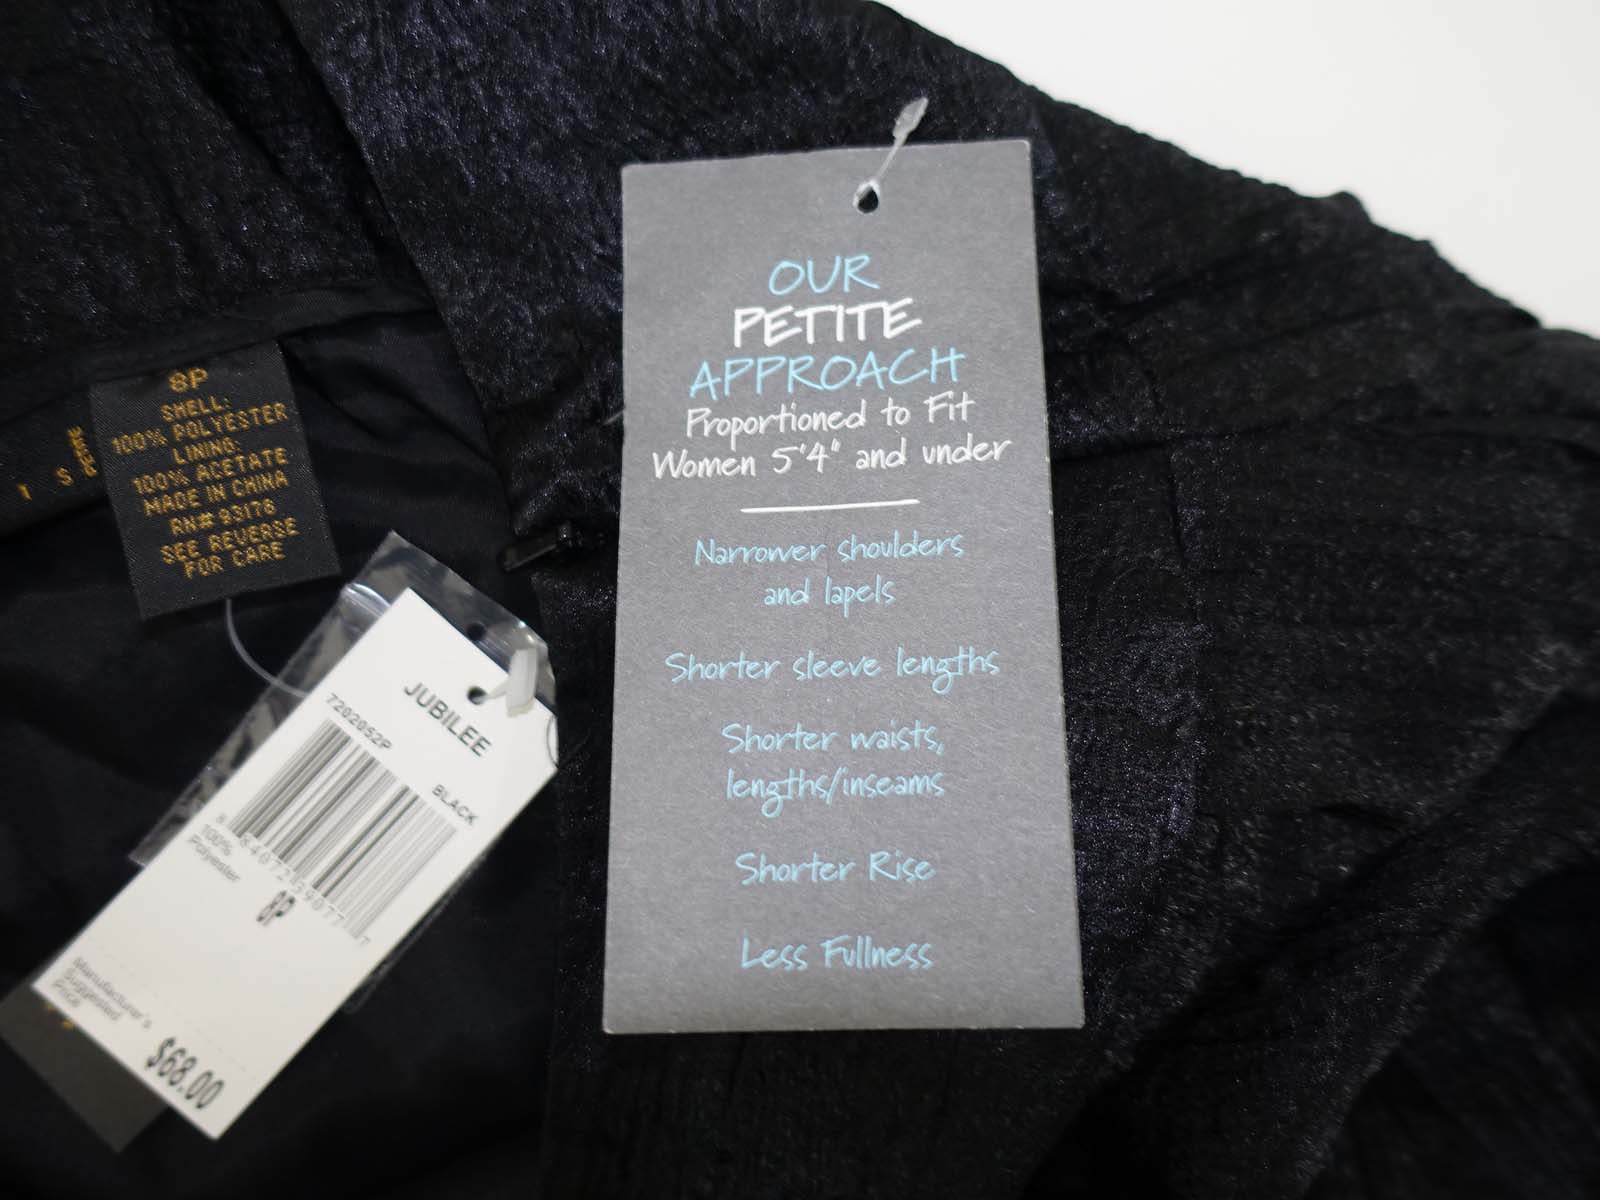 OUR
PETITE
APPROACH
Proportioned to Fit
Women 5'4" and under
Narrower shoulders
and lapels
Shorter sleeve lengths
Shorter waists,
lengths/inseams
Shorter Rise
Less Fullness
8P
SHELL:
100% POLYESTER
LINING:
100% ACETATE
MADE IN CHINA
RN# 93176
SEE REVERSE
FOR CARE
PETITE
JUBILEE
7202052P
BLACK
100%
Polyester
8P
Manufacturer's
Suggested
Price
$68.00